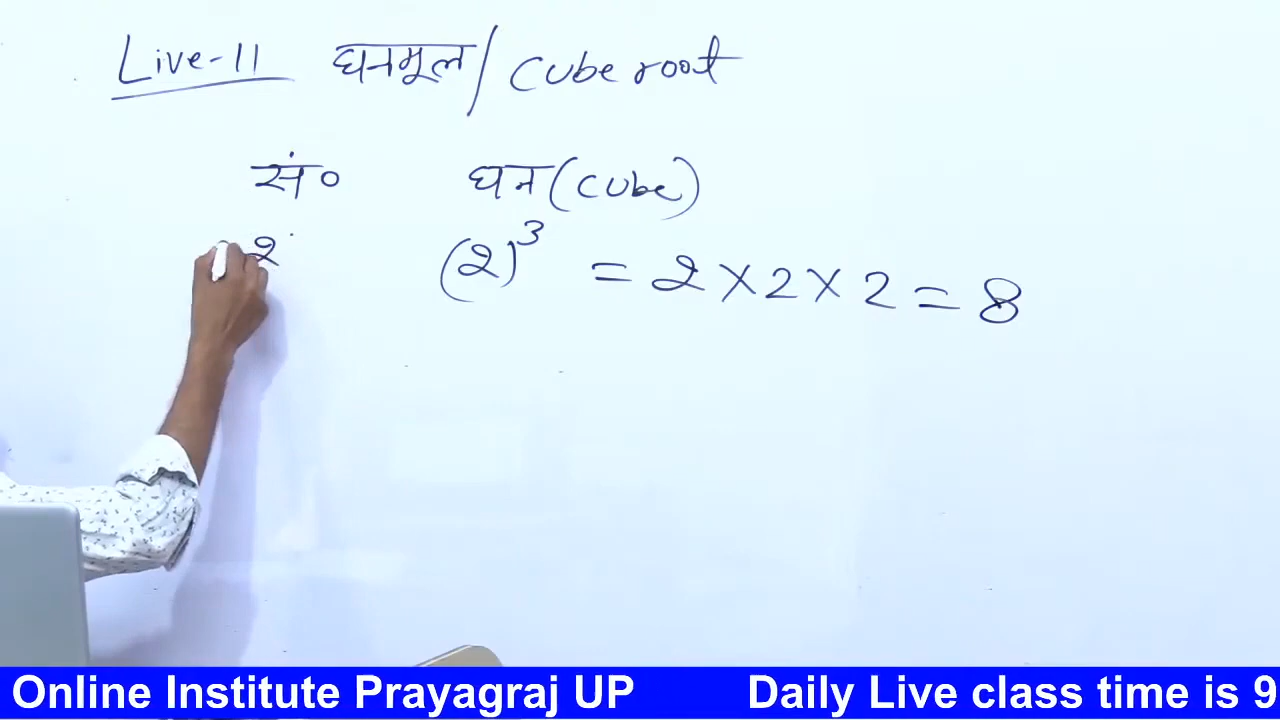 Live-11 घनमूल/Cube root
सं० घन(Cube)
2 (2)³ = 2×2×2=8
Online Institute Prayagraj UP Daily Live class time is 9